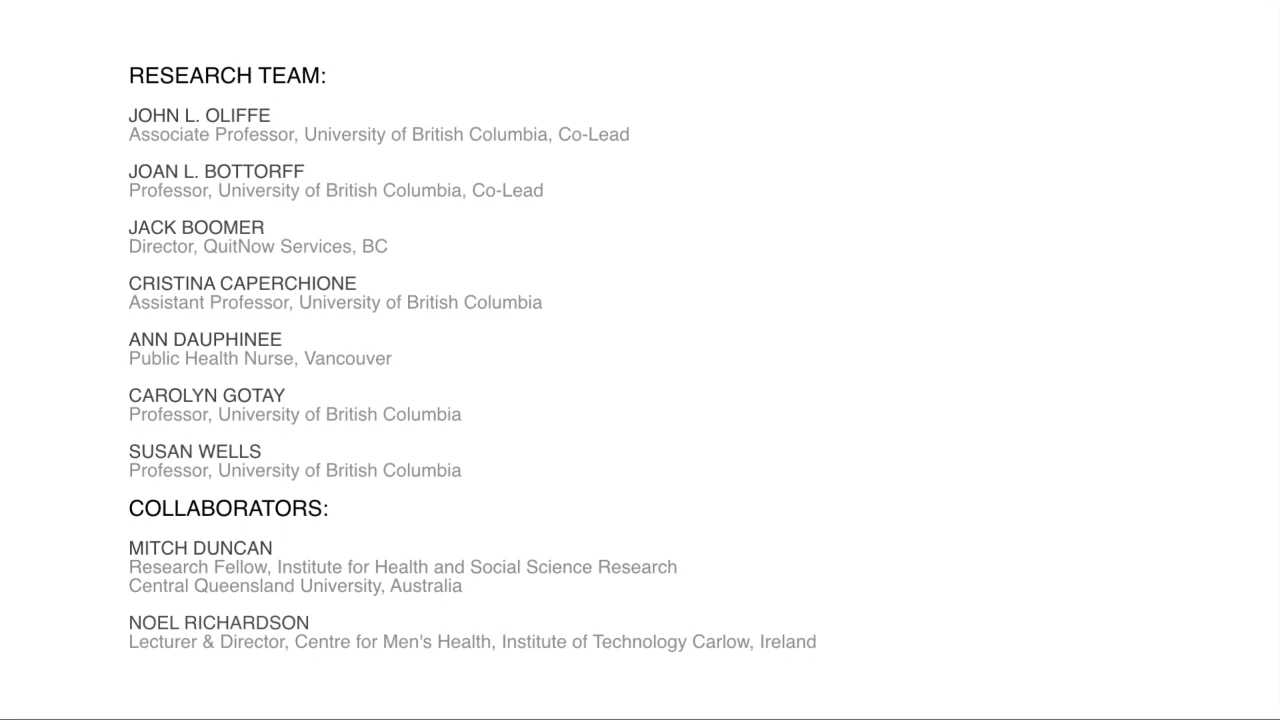 RESEARCH TEAM:
JOHN L. OLIFFE
Associate Professor, University of British Columbia, Co-Lead
JOAN L. BOTTORFF
Professor, University of British Columbia, Co-Lead
JACK BOOMER
Director, QuitNow Services, BC
CRISTINA CAPERCHIONE
Assistant Professor, University of British Columbia
ANN DAUPHINEE
Public Health Nurse, Vancouver
CAROLYN GOTAY
Professor, University of British Columbia
SUSAN WELLS
Professor, University of British Columbia
COLLABORATORS:
MITCH DUNCAN
Research Fellow, Institute for Health and Social Science Research
Central Queensland University, Australia
NOEL RICHARDSON
Lecturer & Director, Centre for Men's Health, Institute of Technology Carlow, Ireland